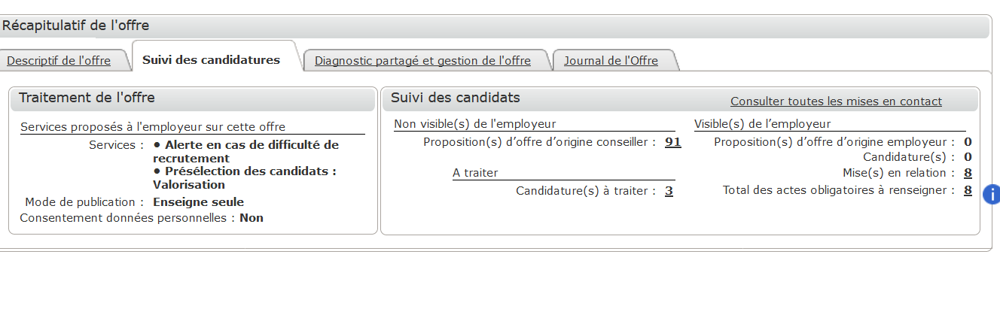 Récapitulatif de l'offre
Descriptif de l'offre
Suivi des candidatures
Diagnostic partagé et gestion de l'offre
Journal de l'Offre
Traitement de l'offre
Services proposés à l'employeur sur cette offre
Services : • Alerte en cas de difficulté de
recrutement
• Présélection des candidats :
Valorisation
Mode de publication : Enseigne seule
Consentement données personnelles : Non
Suivi des candidats
Consulter toutes les mises en contact
Non visible(s) de l'employeur
Proposition(s) d’offre d’origine conseiller : 91
A traiter
Candidature(s) à traiter : 3
Visible(s) de l’employeur
Proposition(s) d’offre d’origine employeur : 0
Candidature(s) : 0
Mise(s) en relation : 8
Total des actes obligatoires à renseigner : 8
i